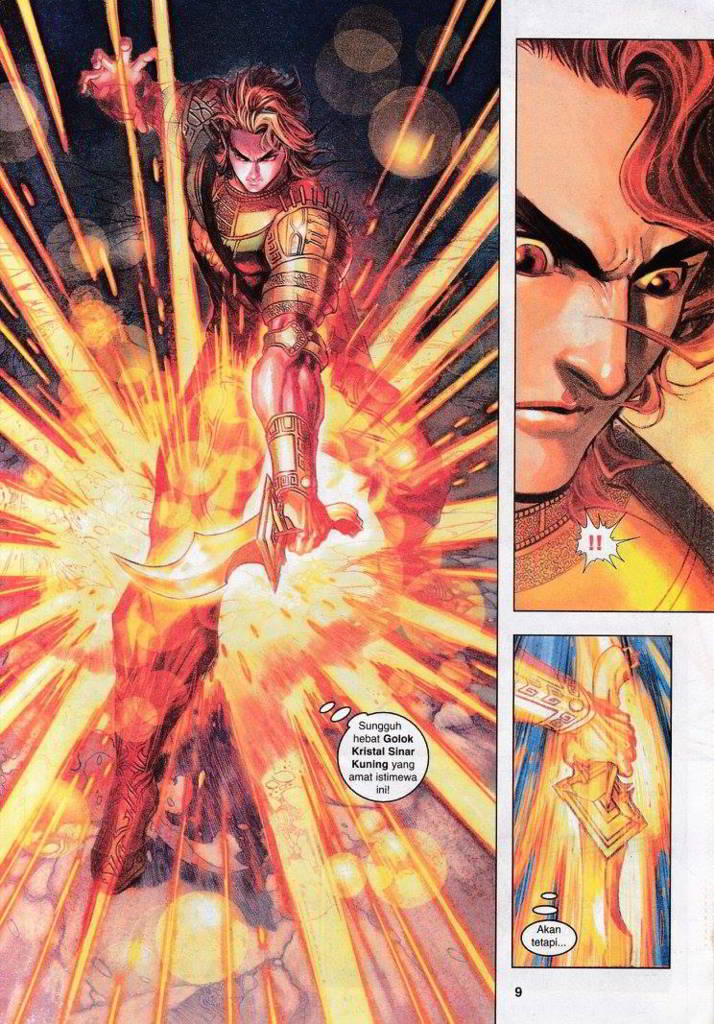 Sungguh
hebat Golok
Kristal Sinar
Kuning yang
amat istimewa
ini!
!!
Akan
tetapi...
9